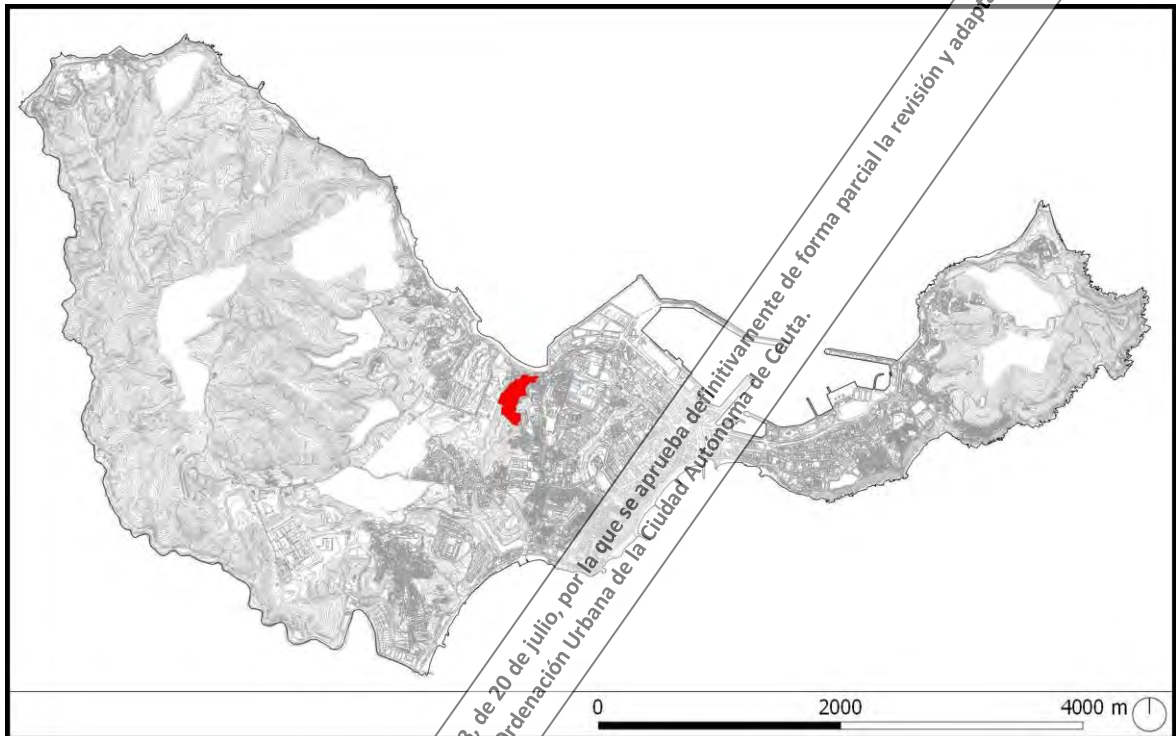 3, de 20 de julio, por la que se aprueba definitivamente de forma parcial la revisión y
Ordenación Urbana de la Ciudad Autónoma de Ceuta.
0 2000 4000 m